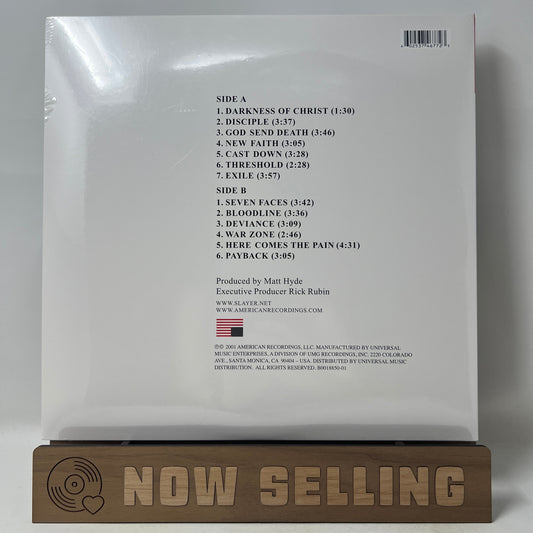 SIDE A
1. DARKNESS OF CHRIST (1:30)
2. DISCIPLE (3:37)
3. GOD SEND DEATH (3:46)
4. NEW FAITH (3:05)
5. CAST DOWN (3:28)
6. THRESHOLD (2:28)
7. EXILE (3:57)
SIDE B
1. SEVEN FACES (3:42)
2. BLOODLINE (3:36)
3. DEVIANCE (3:09)
4. WAR ZONE (2:46)
5. HERE COMES THE PAIN (4:31)
6. PAYBACK (3:05)
Produced by Matt Hyde
Executive Producer Rick Rubin
WWW.SLAYER.NET
WWW.AMERICANRECORDINGS.COM
℗© 2001 AMERICAN RECORDINGS, LLC. MANUFACTURED BY UNIVERSAL
MUSIC ENTERPRISES, A DIVISION OF UMG RECORDINGS, INC. 2220 COLORADO
AVE., SANTA MONICA, CA 90404 – USA. DISTRIBUTED BY UNIVERSAL MUSIC
DISTRIBUTION. ALL RIGHTS RESERVED. B0018850-01
NOW SELLING